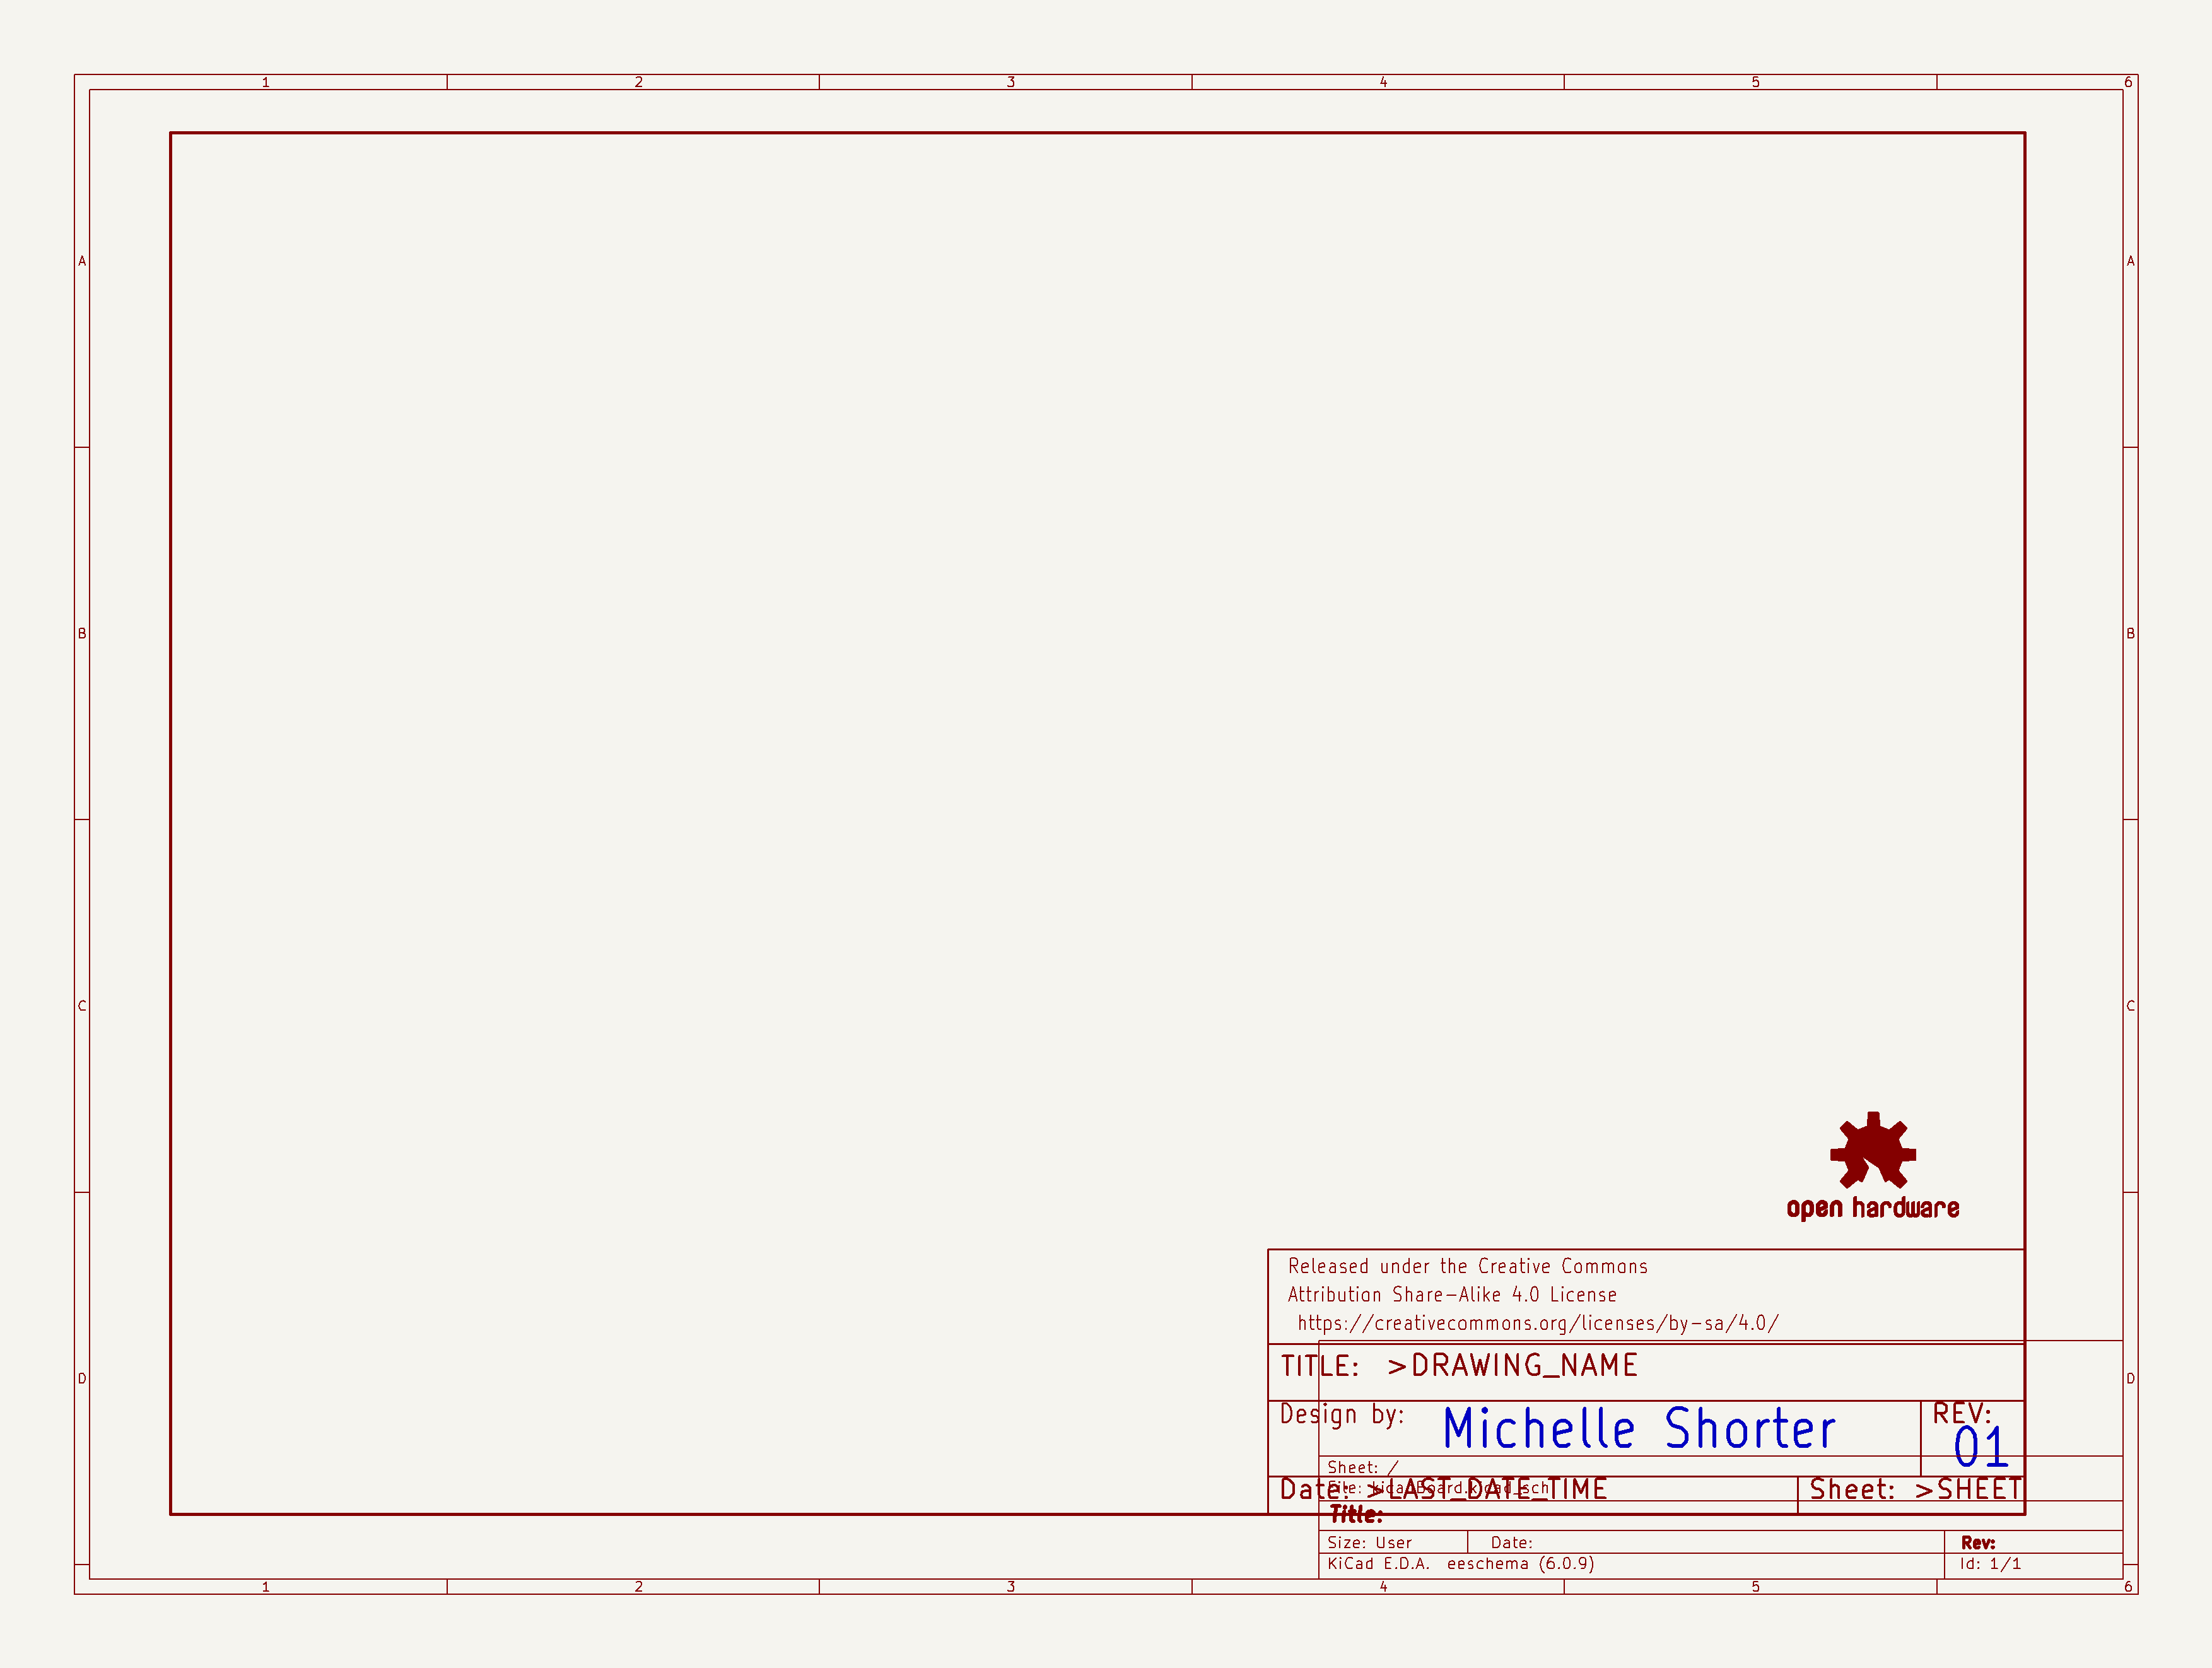 1 2 3 4 5 6
A A
B B
C C
open hardware
Released under the Creative Commons
Attribution Share-Alike 4.0 License
https://creativecommons.org/licenses/by-sa/4.0/
TITLE: >DRAWING_NAME
D D
Design by: Michelle Shorter REV: 01
Sheet: /
File: kicadBoard.kicad_sch
Date: >LAST_DATE_TIME Sheet: >SHEET
Title:
Size: User Date: Rev:
KiCad E.D.A. eeschema (6.0.9) Id: 1/1
1 2 3 4 5 6